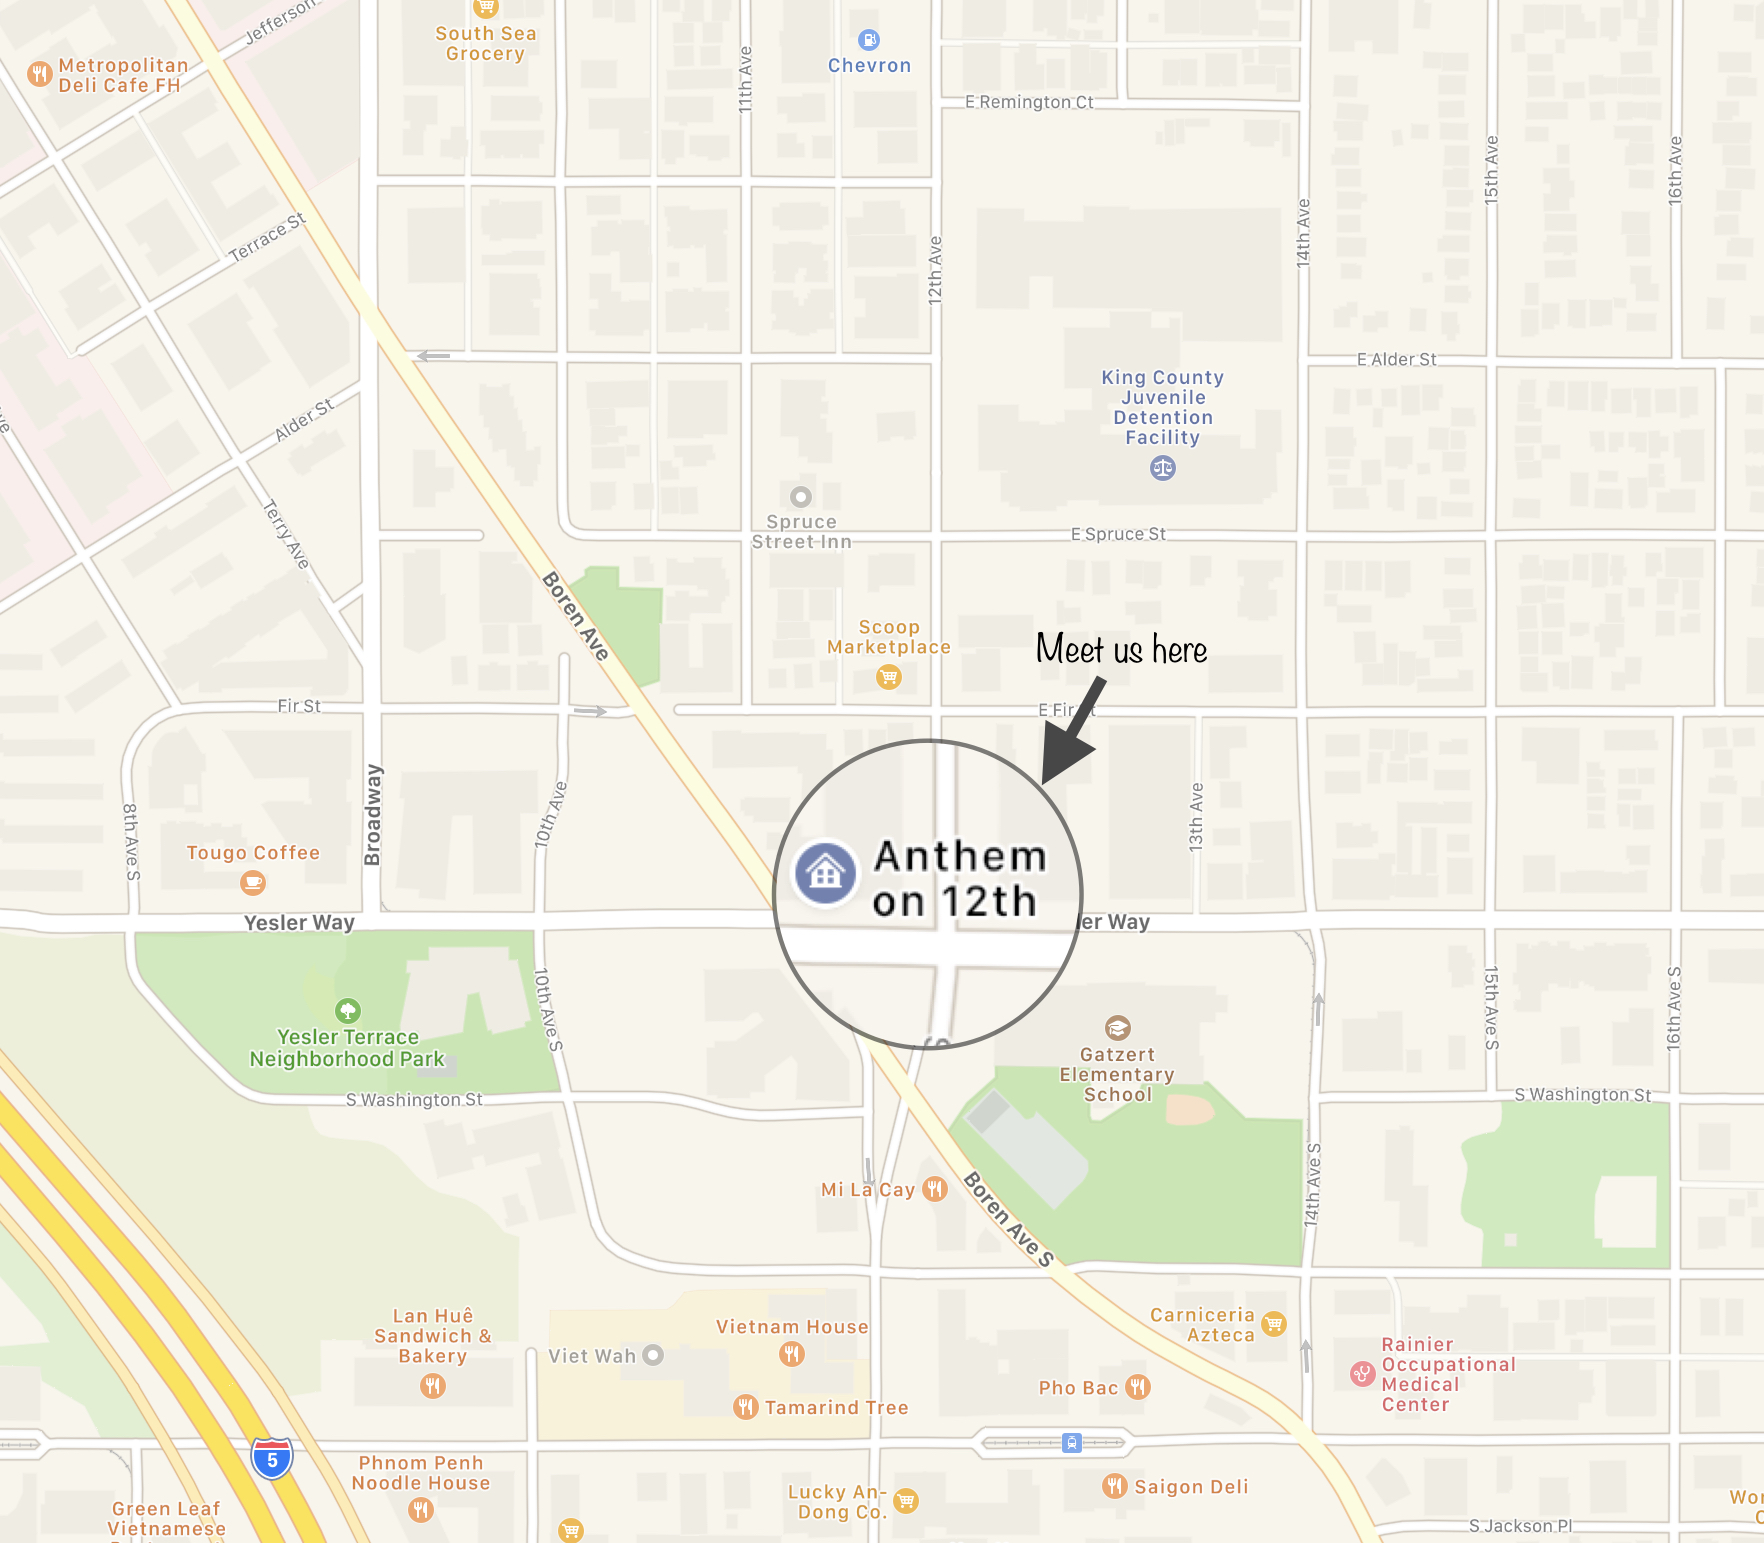 Jefferson
South Sea
Grocery
Metropolitan
Deli Cafe FH
11th Ave
Chevron
E Remington Ct
15th Ave
16th Ave
Terrace St
12th Ave
14th Ave
E Alder St
King County
Juvenile
Detention
Facility
Alder St
Terry Ave
Spruce
Street Inn
E Spruce St
Boren Ave
Scoop
Marketplace
Meet us here
Fir St
E Fir St
Broadway
8th Ave S
10th Ave
13th Ave
Tougo Coffee
Anthem
on 12th
Yesler Way
ler Way
10th Ave S
15th Ave S
16th Ave S
Yesler Terrace
Neighborhood Park
Gatzert
Elementary
School
S
S Washington St
S Washington St
14th Ave S
Mi La Cay
Boren Ave S
Lan Huê
Sandwich &
Bakery
Vietnam House
Viet Wah
Carniceria
Azteca
Rainier
Occupational
Medical
Center
Pho Bac
Tamarind Tree
5
Phnom Penh
Noodle House
Lucky An-
Dong Co.
Saigon Deli
Green Leaf
Vietnamese
S Jackson Pl